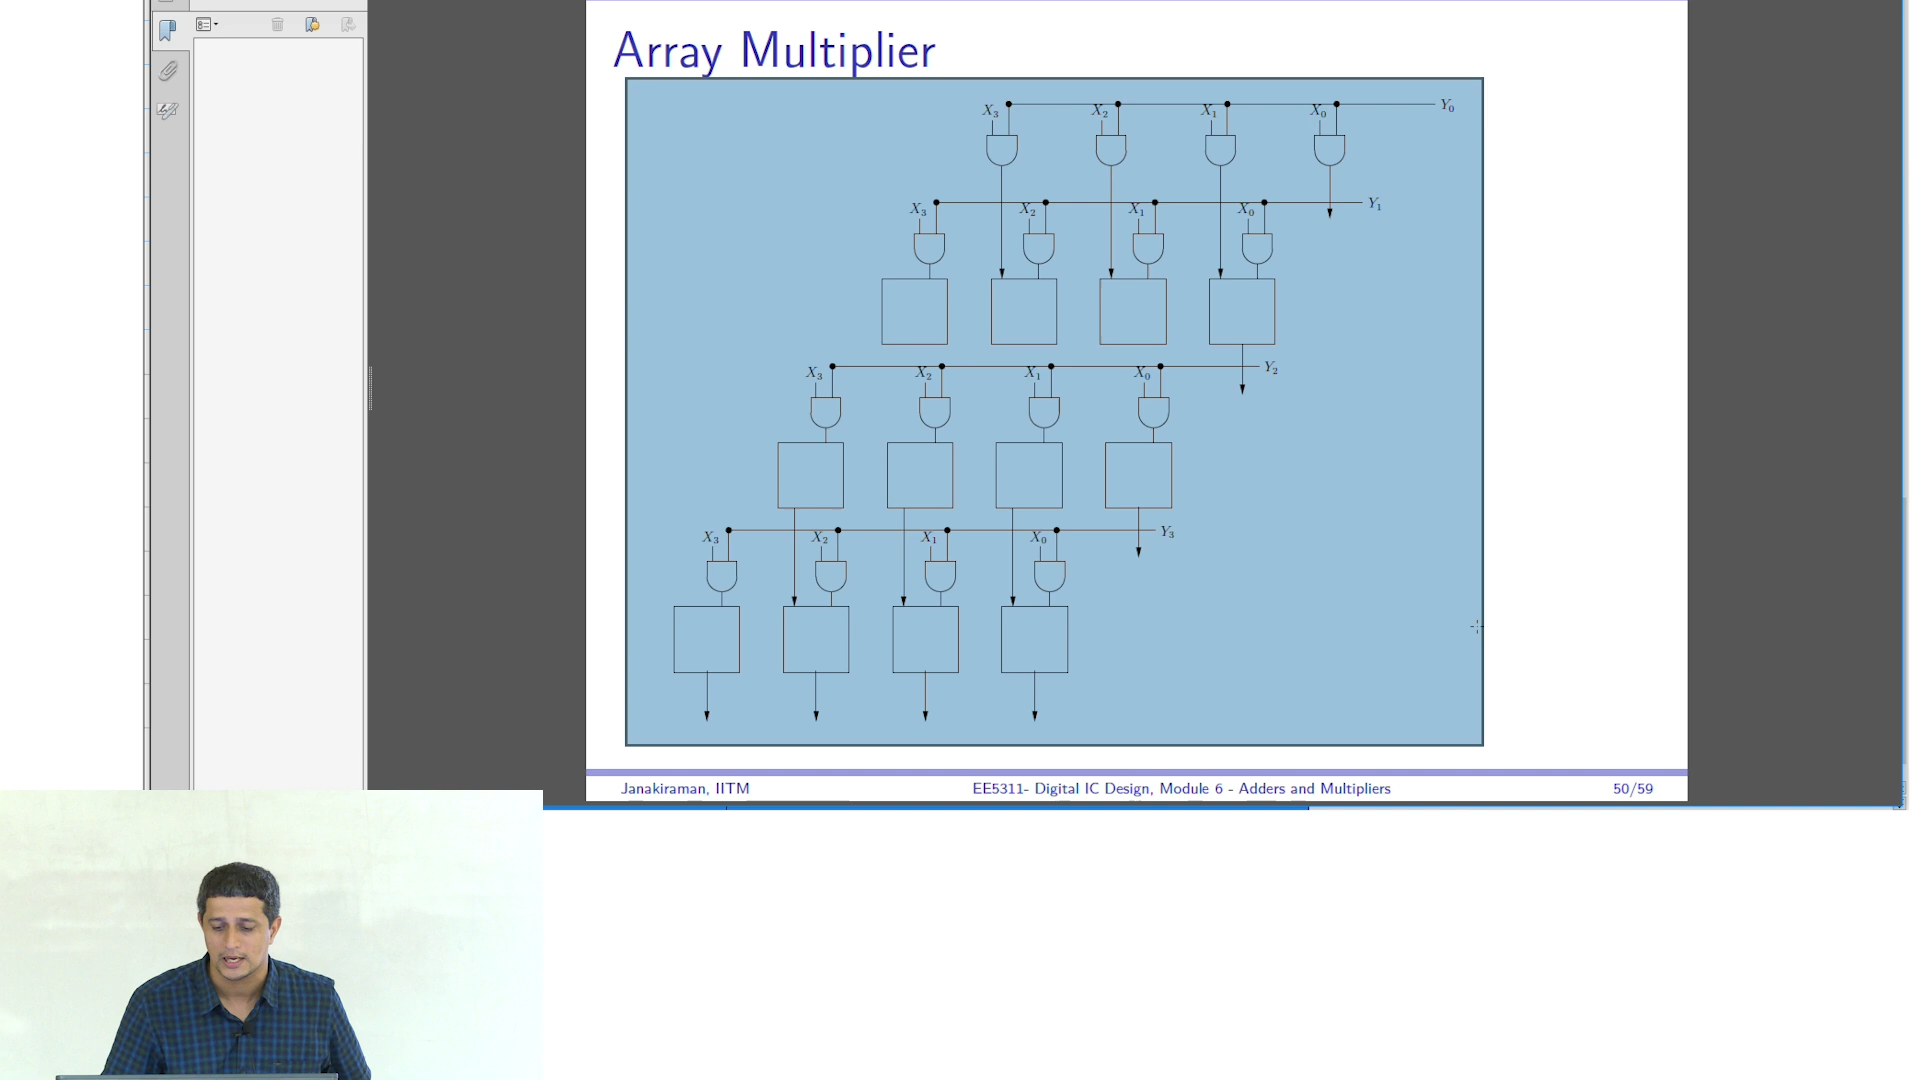 Array Multiplier
X3 X2 X1 X0 Y0
X3 X2 X1 X0 Y1
X3 X2 X1 X0 Y2
X3 X2 X1 X0 Y3
Janakiraman, IITM EE5311- Digital IC Design, Module 6 - Adders and Multipliers 50/59